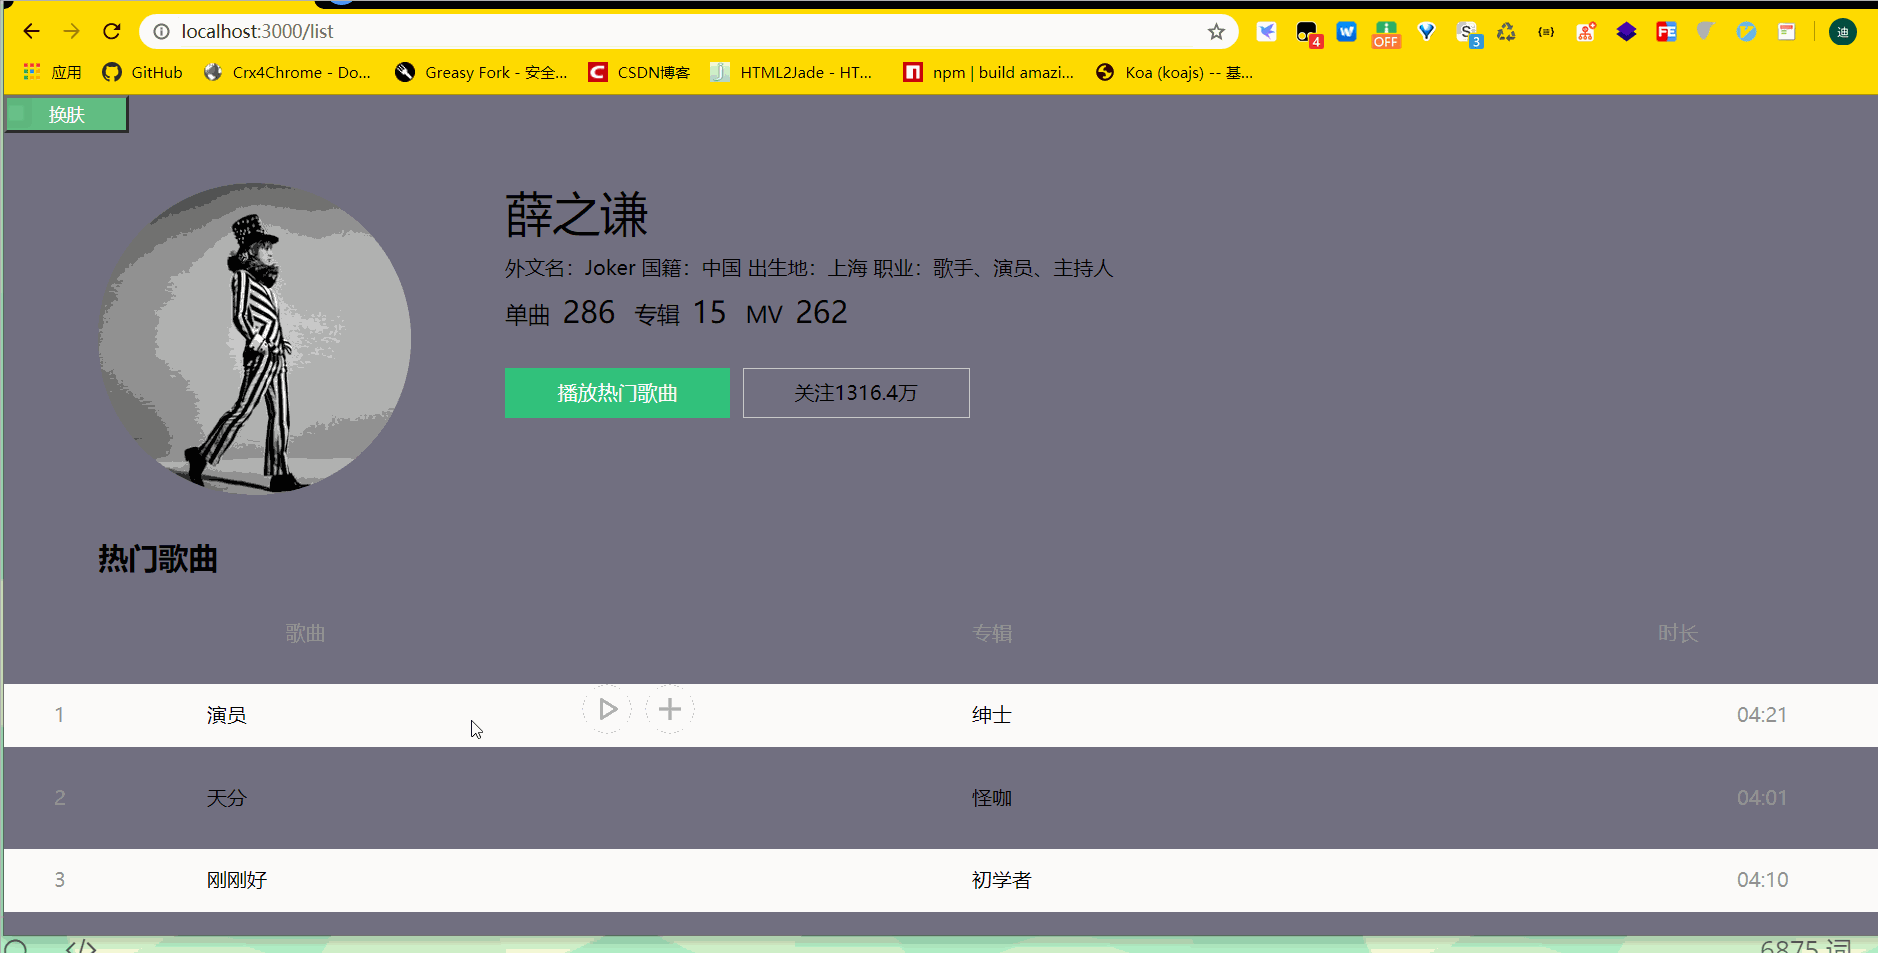 localhost:3000/list
4
OFF
3
迪
应用
GitHub
Crx4Chrome - Do...
Greasy Fork - 安全...
CSDN博客
HTML2Jade - HT...
npm | build amazi...
Koa (koajs) -- 基...
换肤
薛之谦
外文名：Joker 国籍：中国 出生地：上海 职业：歌手、演员、主持人
单曲 286 专辑 15 MV 262
播放热门歌曲
关注1316.4万
热门歌曲
歌曲 专辑 时长
1 演员 绅士 04:21
2 天分 怪咖 04:01
3 刚刚好 初学者 04:10
6875 词